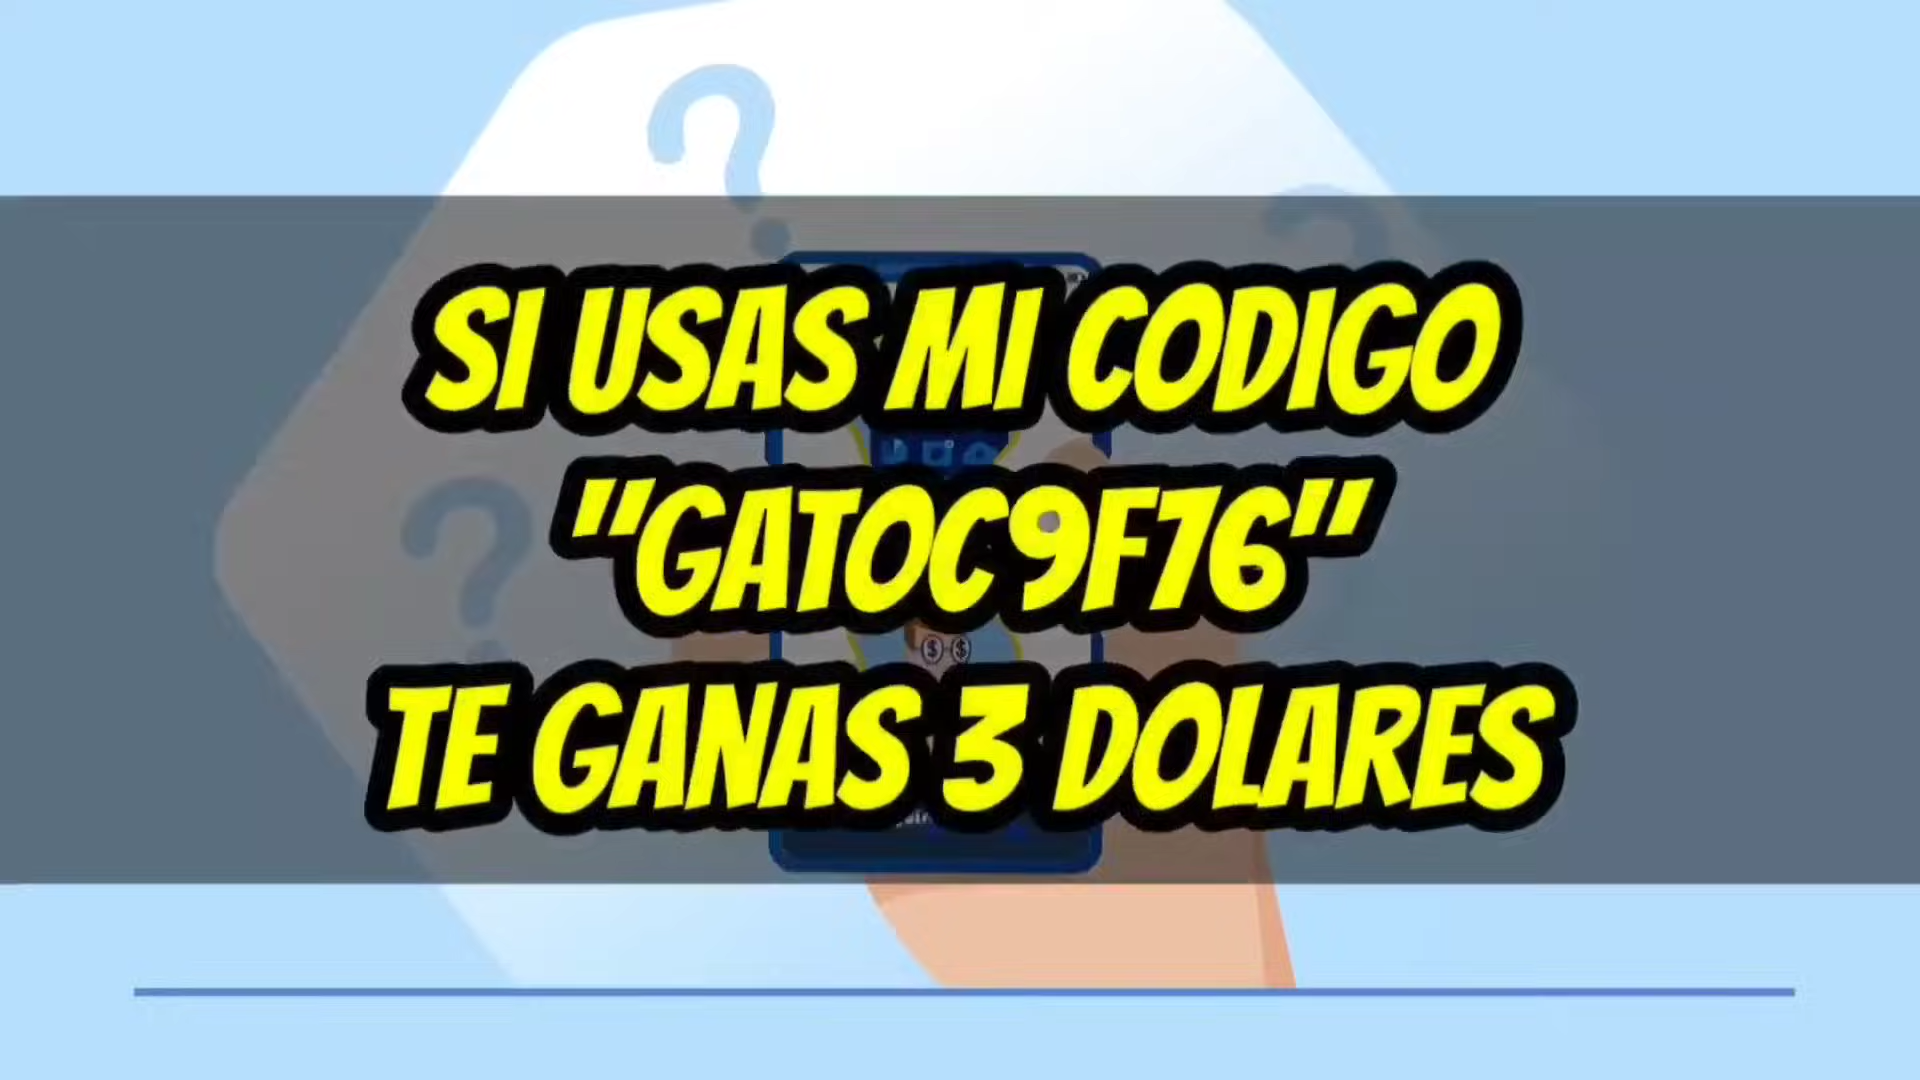 SI USAS MI CODIGO
"GATOC9F76"
TE GANAS 3 DOLARES
$ $